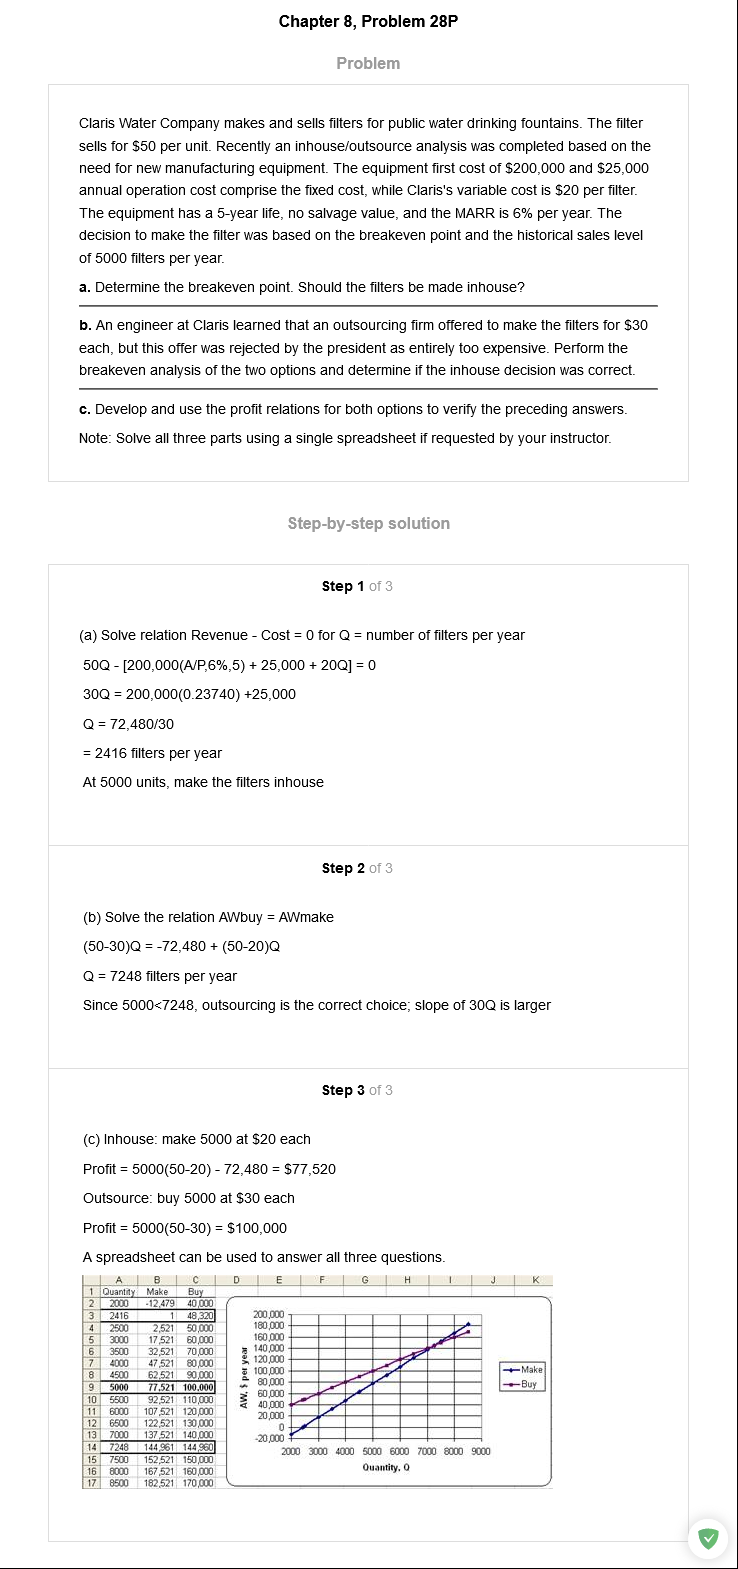 Chapter 8, Problem 28P
Problem
Claris Water Company makes and sells filters for public water drinking fountains. The filter
sells for $50 per unit. Recently an inhouse/outsource analysis was completed based on the
need for new manufacturing equipment. The equipment first cost of $200,000 and $25,000
annual operation cost comprise the fixed cost, while Claris's variable cost is $20 per filter.
The equipment has a 5-year life, no salvage value, and the MARR is 6% per year. The
decision to make the filter was based on the breakeven point and the historical sales level
of 5000 filters per year.
a. Determine the breakeven point. Should the filters be made inhouse?
b. An engineer at Claris learned that an outsourcing firm offered to make the filters for $30
each, but this offer was rejected by the president as entirely too expensive. Perform the
breakeven analysis of the two options and determine if the inhouse decision was correct.
c. Develop and use the profit relations for both options to verify the preceding answers.
Note: Solve all three parts using a single spreadsheet if requested by your instructor.
Step-by-step solution
Step 1 of 3
(a) Solve relation Revenue - Cost = 0 for Q = number of filters per year
50Q - [200,000(A/P,6%,5) + 25,000 + 20Q] = 0
30Q = 200,000(0.23740) +25,000
Q = 72,480/30
= 2416 filters per year
At 5000 units, make the filters inhouse
Step 2 of 3
(b) Solve the relation AWbuy = AWmake
(50-30)Q = -72,480 + (50-20)Q
Q = 7248 filters per year
Since 5000<7248, outsourcing is the correct choice; slope of 30Q is larger
Step 3 of 3
(c) Inhouse: make 5000 at $20 each
Profit = 5000(50-20) - 72,480 = $77,520
Outsource: buy 5000 at $30 each
Profit = 5000(50-30) = $100,000
A spreadsheet can be used to answer all three questions.
A B C D E F G H I J K
1 Quantity Make Buy
2 2000 -12,479 40,000
3 2416 1 48,320
4 2500 2,521 50,000
5 3000 17,521 60,000
6 3500 32,521 70,000
7 4000 47,521 80,000
8 4500 62,521 90,000
9 5000 77,521 100,000
10 5500 92,521 110,000
11 6000 107,521 120,000
12 6500 122,521 130,000
13 7000 137,521 140,000
14 7248 144,961 144,960
15 7500 152,521 150,000
16 8000 167,521 160,000
17 8500 182,521 170,000
AW, $ per year
200,000
180,000
160,000
140,000
120,000
100,000
80,000
60,000
40,000
20,000
0
-20,000
2000 3000 4000 5000 6000 7000 8000 9000
Quantity, Q
Make
Buy